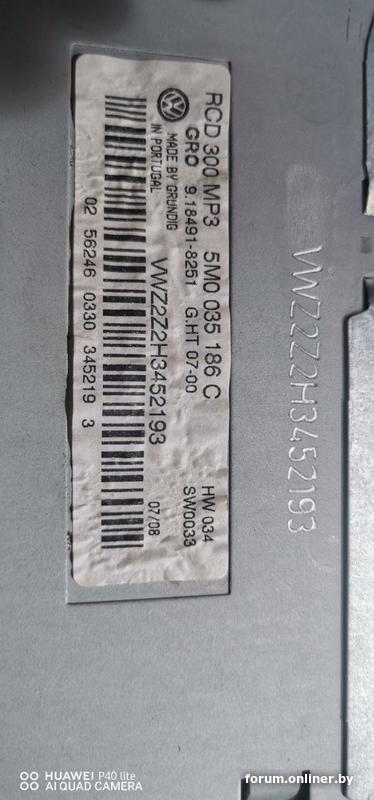 RCD 300 MP3 5M0 035 186 C
GRO 9.18491-8251 G.HT 07-00
HW 034
SW0033
MADE BY GRUNDIG
IN PORTUGAL
VWZ2Z2H3452193
07/08
02 56246 0330 345219 3
VWZ2Z2H3452193
HUAWEI P40 lite
AI QUAD CAMERA
forum.onliner.by